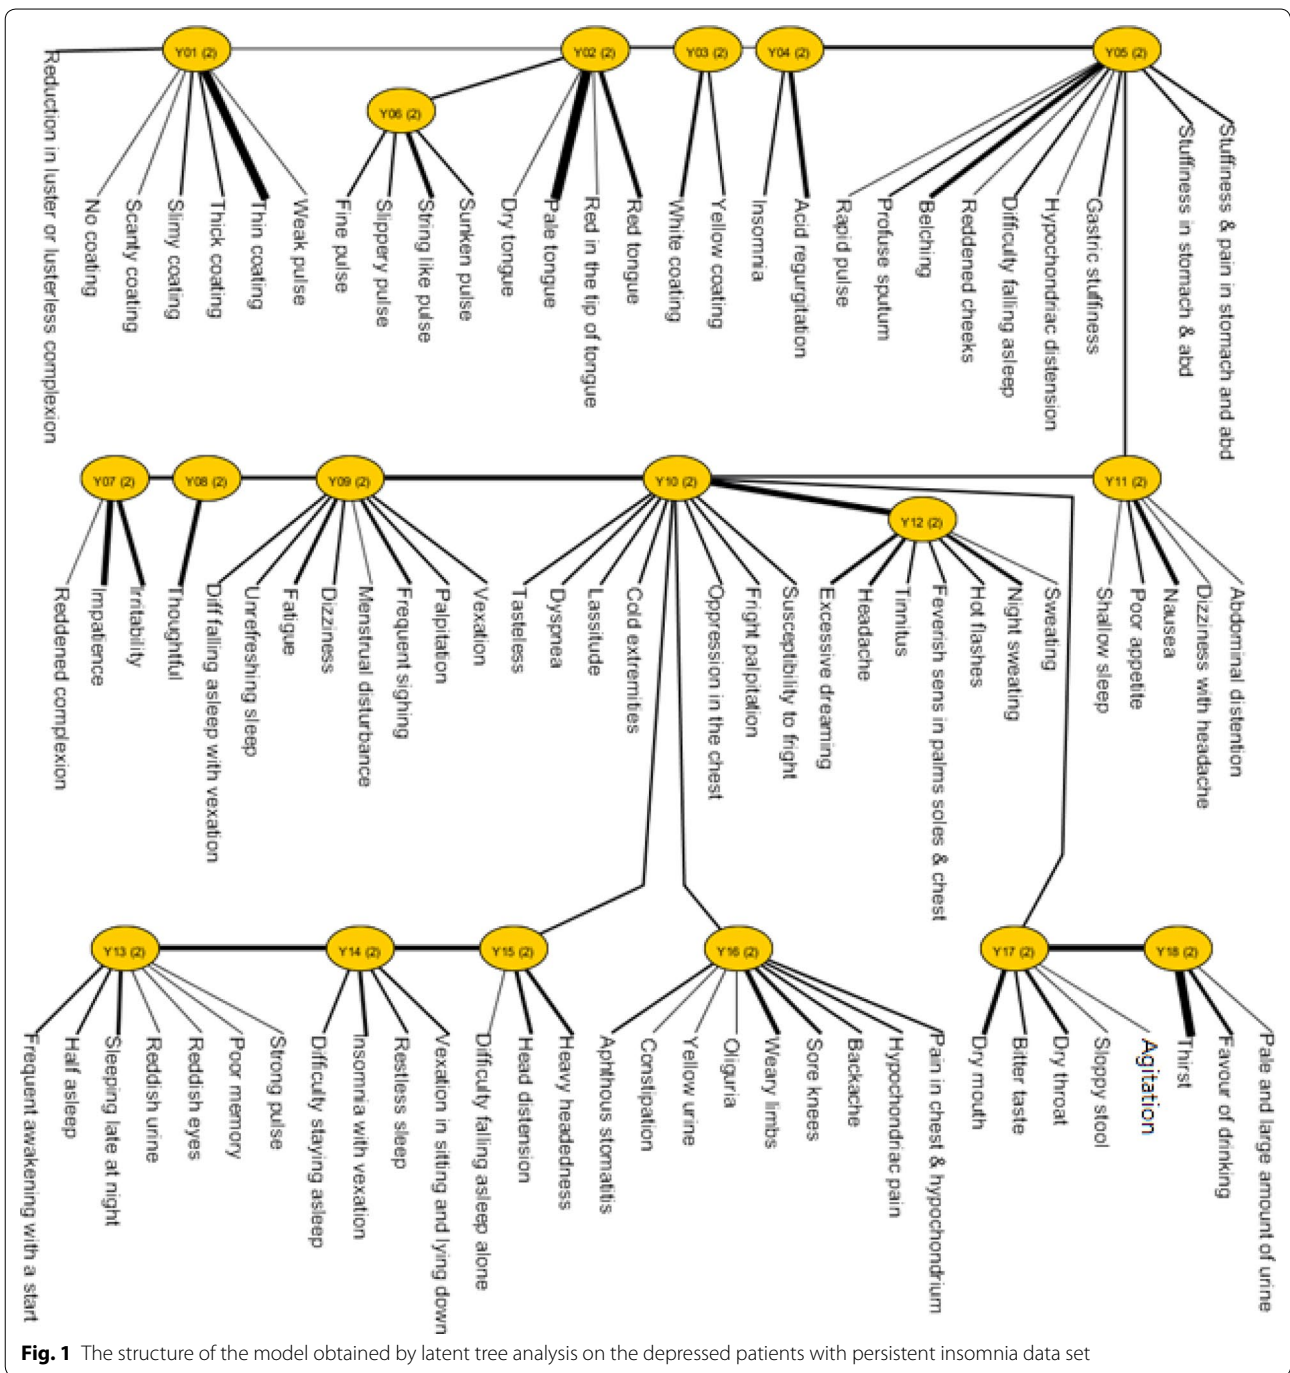 Y01 (2)
Y02 (2)
Y03 (2)
Y04 (2)
Y05 (2)
Y06 (2)
Reduction in luster or lusterless complexion
No coating
Scanty coating
Slimy coating
Thick coating
Thin coating
Weak pulse
Fine pulse
Slippery pulse
String like pulse
Sunken pulse
Dry tongue
Pale tongue
Red in the tip of tongue
Red tongue
White coating
Yellow coating
Insomnia
Acid regurgitation
Rapid pulse
Profuse sputum
Belching
Reddened cheeks
Difficulty falling asleep
Hypochondriac distension
Gastric stuffiness
Stuffiness in stomach & abd
Stuffiness & pain in stomach and abd
Y07 (2)
Y08 (2)
Y09 (2)
Y10 (2)
Y12 (2)
Y11 (2)
Reddened complexion
Impatience
Irritability
Thoughtful
Diff falling asleep with vexation
Unrefreshing sleep
Fatigue
Dizziness
Menstrual disturbance
Frequent sighing
Palpitation
Vexation
Tasteless
Dyspnea
Lassitude
Cold extremities
Oppression in the chest
Fright palpitation
Susceptibility to fright
Excessive dreaming
Headache
Tinnitus
Feverish sens in palms soles & chest
Hot flashes
Night sweating
Sweating
Shallow sleep
Poor appetite
Nausea
Dizziness with headache
Abdominal distention
Y13 (2)
Y14 (2)
Y15 (2)
Y16 (2)
Y17 (2)
Y18 (2)
Frequent awakening with a start
Half asleep
Sleeping late at night
Reddish urine
Reddish eyes
Poor memory
Strong pulse
Difficulty staying asleep
Insomnia with vexation
Restless sleep
Vexation in sitting and lying down
Difficulty falling asleep alone
Head distension
Heavy headedness
Aphthous stomatitis
Constipation
Yellow urine
Oliguria
Weary limbs
Sore knees
Backache
Hypochondriac pain
Pain in chest & hypochondrium
Dry mouth
Bitter taste
Dry throat
Sloppy stool
Agitation
Thirst
Favour of drinking
Pale and large amount of urine
Fig. 1 The structure of the model obtained by latent tree analysis on the depressed patients with persistent insomnia data set